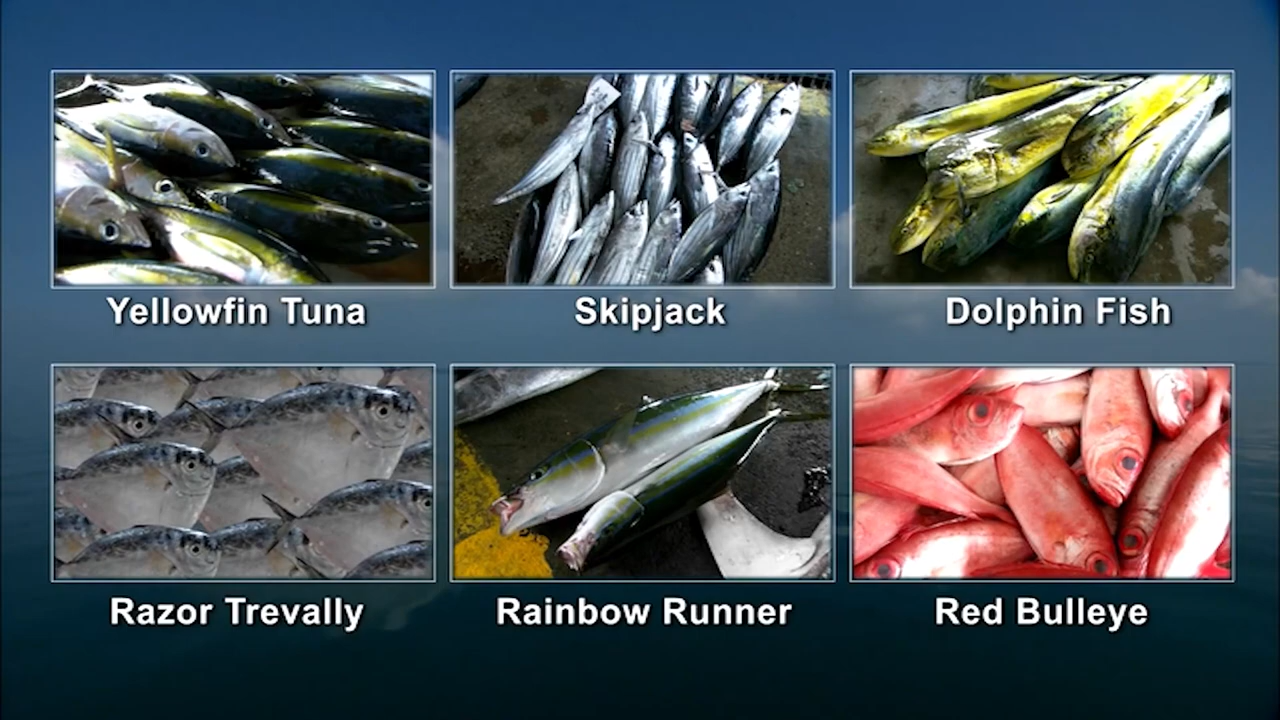 Yellowfin Tuna
Skipjack
Dolphin Fish
Razor Trevally
Rainbow Runner
Red Bulleye